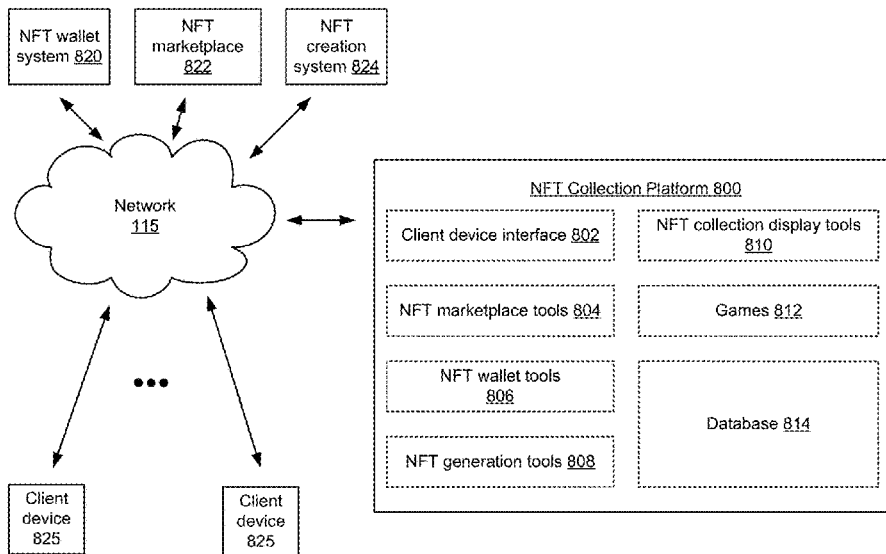 NFT wallet
system 820
NFT
marketplace
822
NFT
creation
system 824
Network
115
NFT Collection Platform 800
Client device interface 802
NFT collection display tools
810
NFT marketplace tools 804
Games 812
NFT wallet tools
806
Database 814
NFT generation tools 808
Client
device
825
Client
device
825